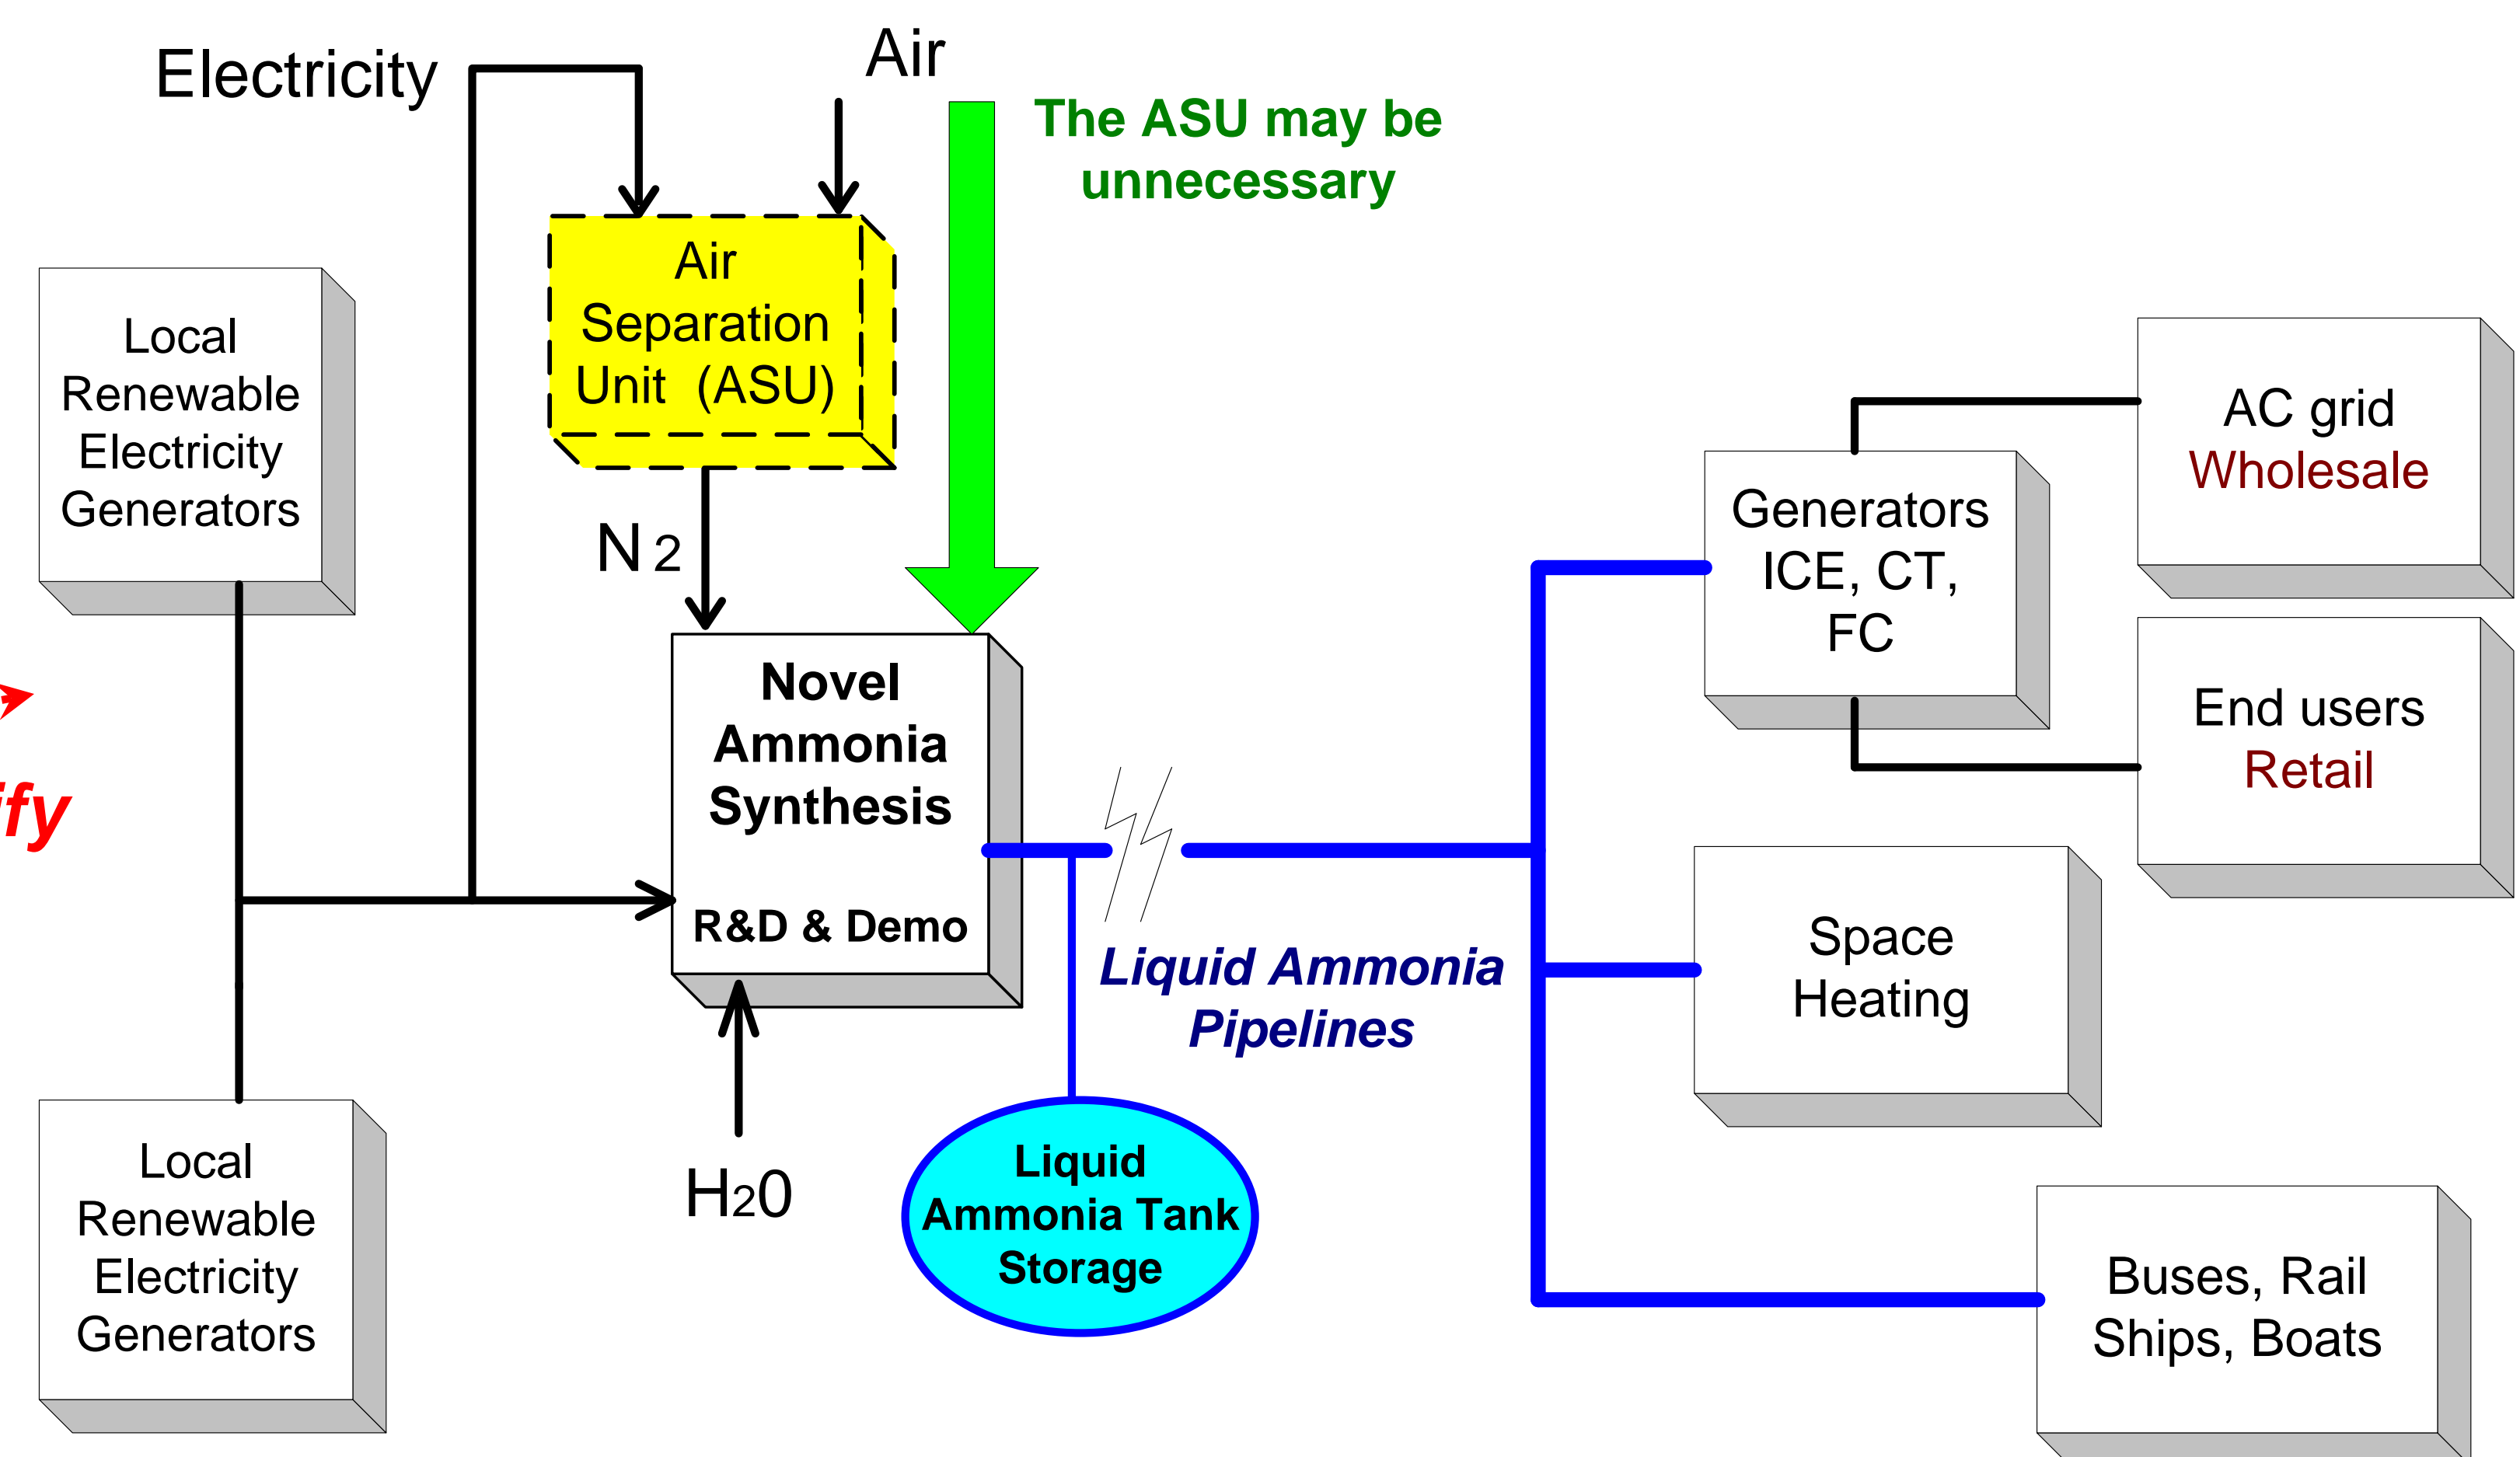 Electricity
Air
The ASU may be
unnecessary
Air
Separation
Unit (ASU)
Local
Renewable
Electricity
Generators
N 2
AC grid
Wholesale
Generators
ICE, CT,
FC
End users
Retail
Novel
Ammonia
Synthesis
R&D & Demo
Liquid Ammonia
Pipelines
Space
Heating
Local
Renewable
Electricity
Generators
H20
Liquid
Ammonia Tank
Storage
Buses, Rail
Ships, Boats